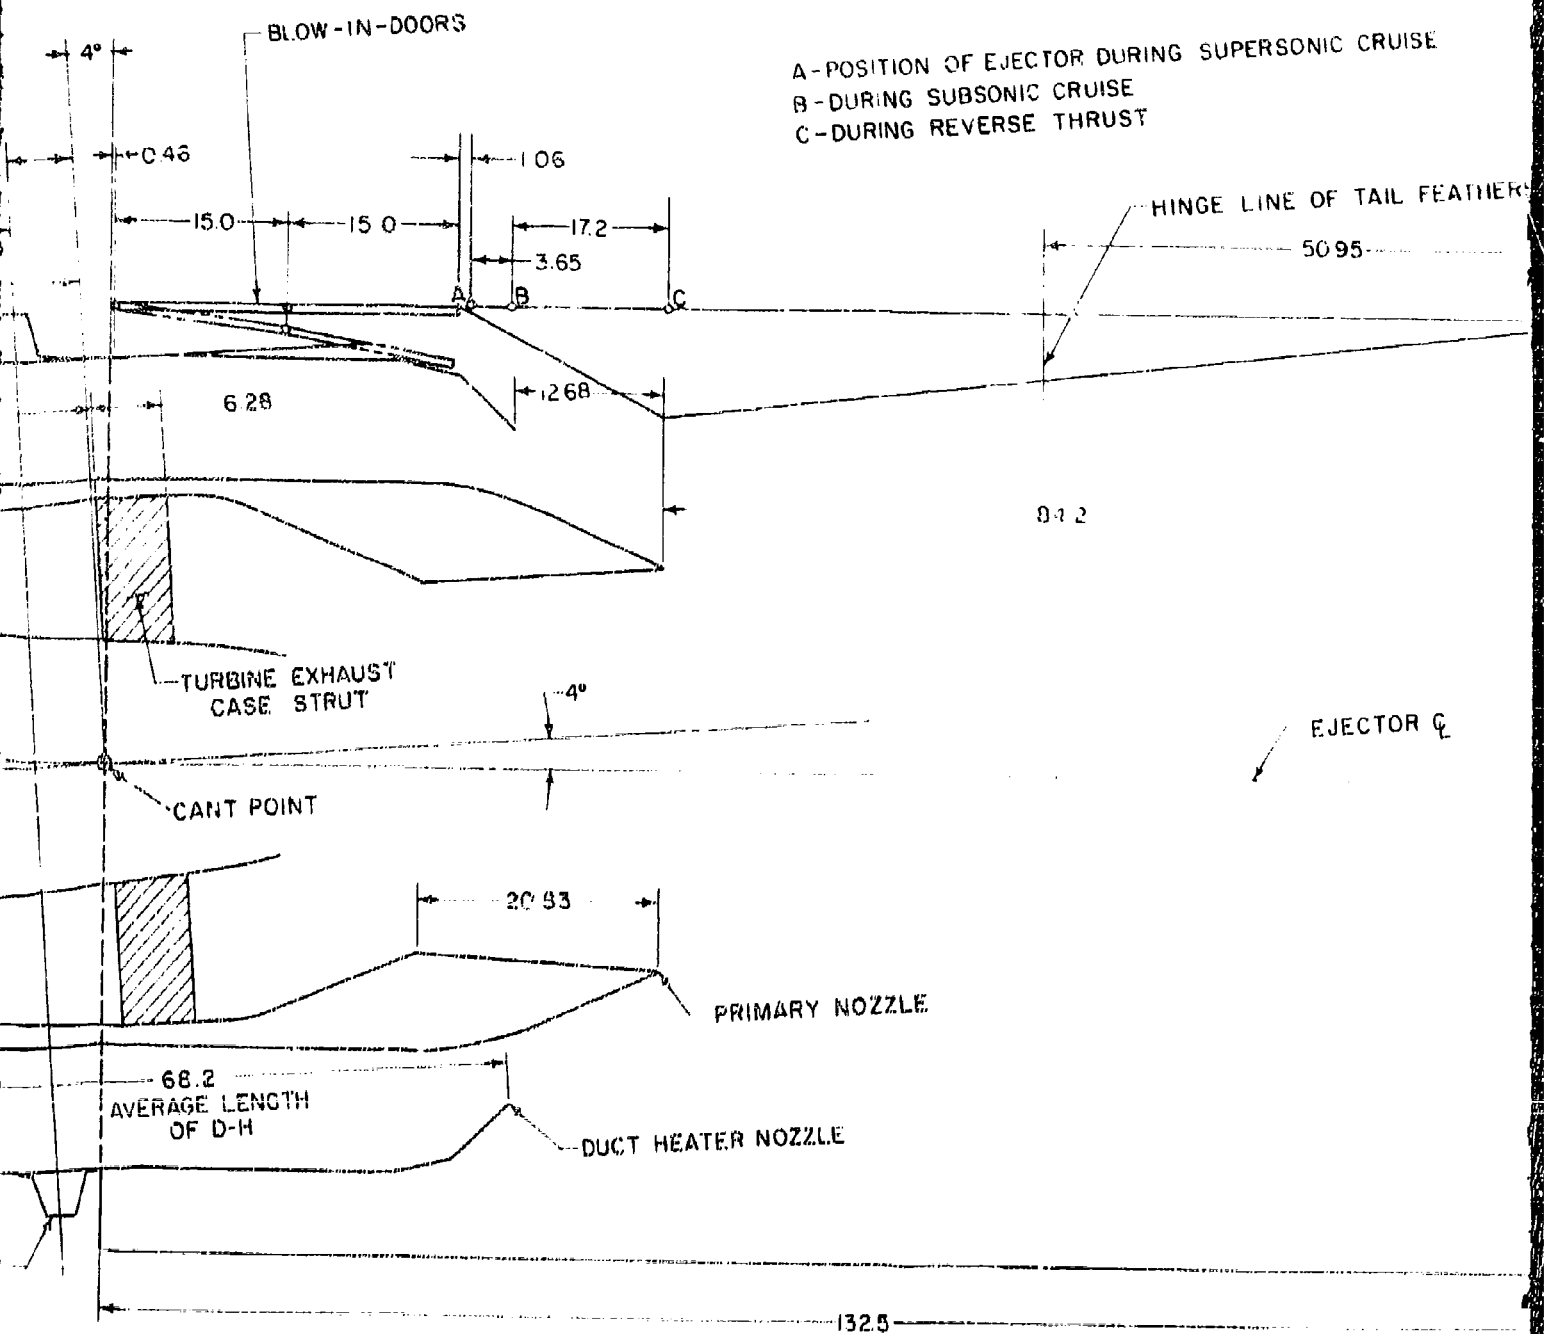 BLOW-IN-DOORS
4°
A-POSITION OF EJECTOR DURING SUPERSONIC CRUISE
B-DURING SUBSONIC CRUISE
C-DURING REVERSE THRUST
0.46
1.06
HINGE LINE OF TAIL FEATHERS
15.0
15.0
17.2
50.95
3.65
A
B
C
12.68
6.28
TURBINE EXHAUST
CASE STRUT
4°
EJECTOR ℄
CANT POINT
PRIMARY NOZZLE
68.2
AVERAGE LENGTH
OF D-H
DUCT HEATER NOZZLE
132.5